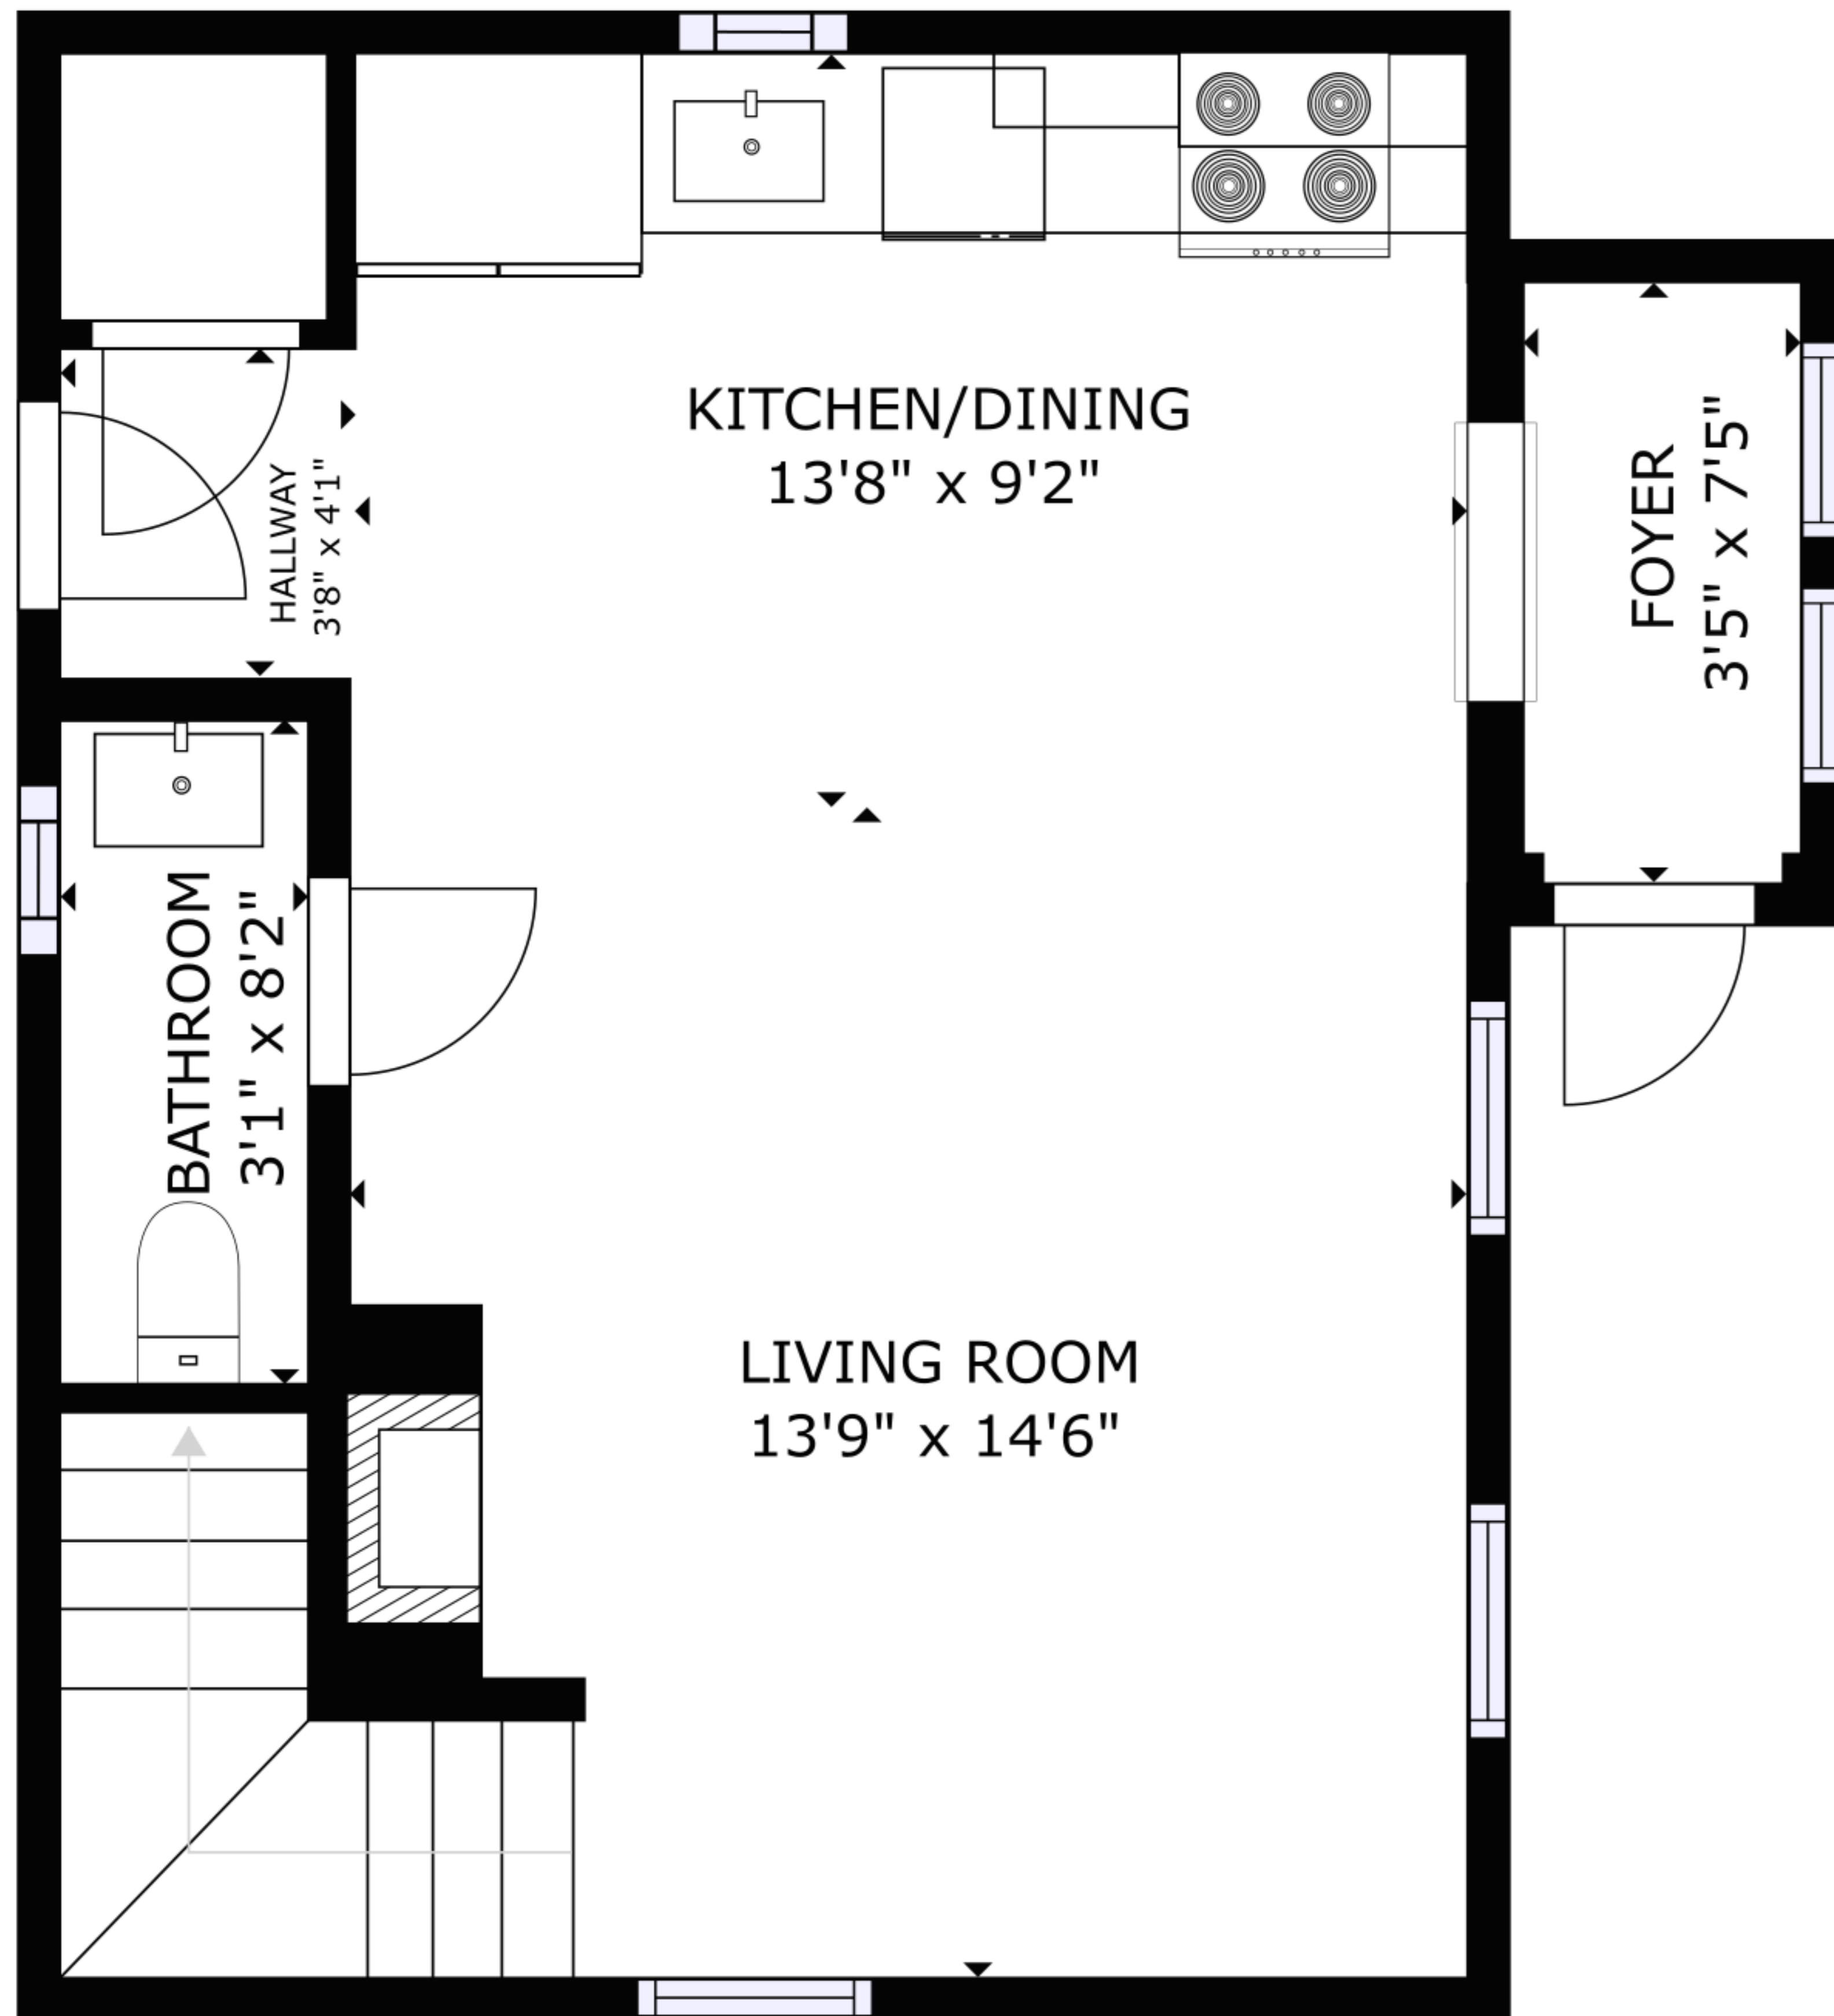 KITCHEN/DINING
13'8" x 9'2"
HALLWAY
3'8" x 4'1"
FOYER
3'5" x 7'5"
BATHROOM
3'1" x 8'2"
LIVING ROOM
13'9" x 14'6"